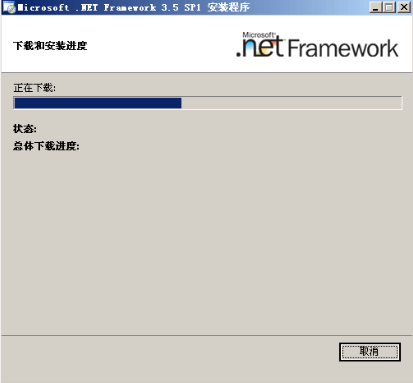 Microsoft .NET Framework 3.5 SP1 安装程序
下载和安装进度
Microsoft
.net Framework
正在下载:
状态:
总体下载进度:
取消